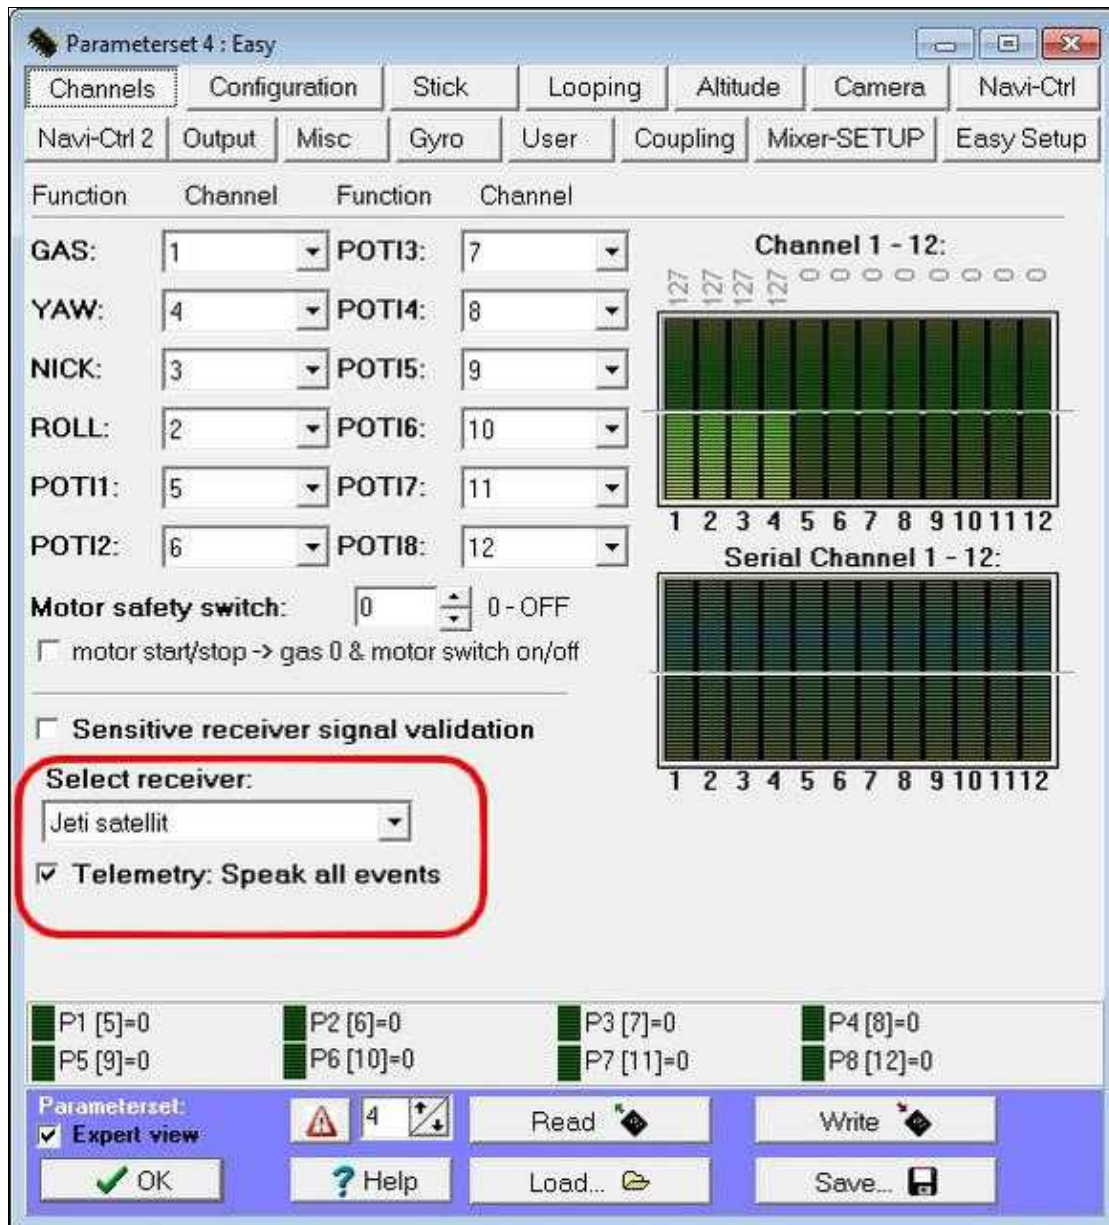 Parameterset 4 : Easy
Channels Configuration Stick Looping Altitude Camera Navi-Ctrl
Navi-Ctrl 2 Output Misc Gyro User Coupling Mixer-SETUP Easy Setup
Function Channel Function Channel
Channel 1 - 12:
127 127 127 127 0 0 0 0 0 0 0 0
GAS: 1 POTI3: 7
YAW: 4 POTI4: 8
NICK: 3 POTI5: 9
ROLL: 2 POTI6: 10
POTI1: 5 POTI7: 11
1 2 3 4 5 6 7 8 9 10 11 12
POTI2: 6 POTI8: 12
Serial Channel 1 - 12:
Motor safety switch: 0 0 - OFF
motor start/stop -> gas 0 & motor switch on/off
Sensitive receiver signal validation
1 2 3 4 5 6 7 8 9 10 11 12
Select receiver:
Jeti satellit
Telemetry: Speak all events
P1 [5]=0 P2 [6]=0 P3 [7]=0 P4 [8]=0
P5 [9]=0 P6 [10]=0 P7 [11]=0 P8 [12]=0
Parameterset:
Expert view 4 Read Write
OK Help Load... Save...